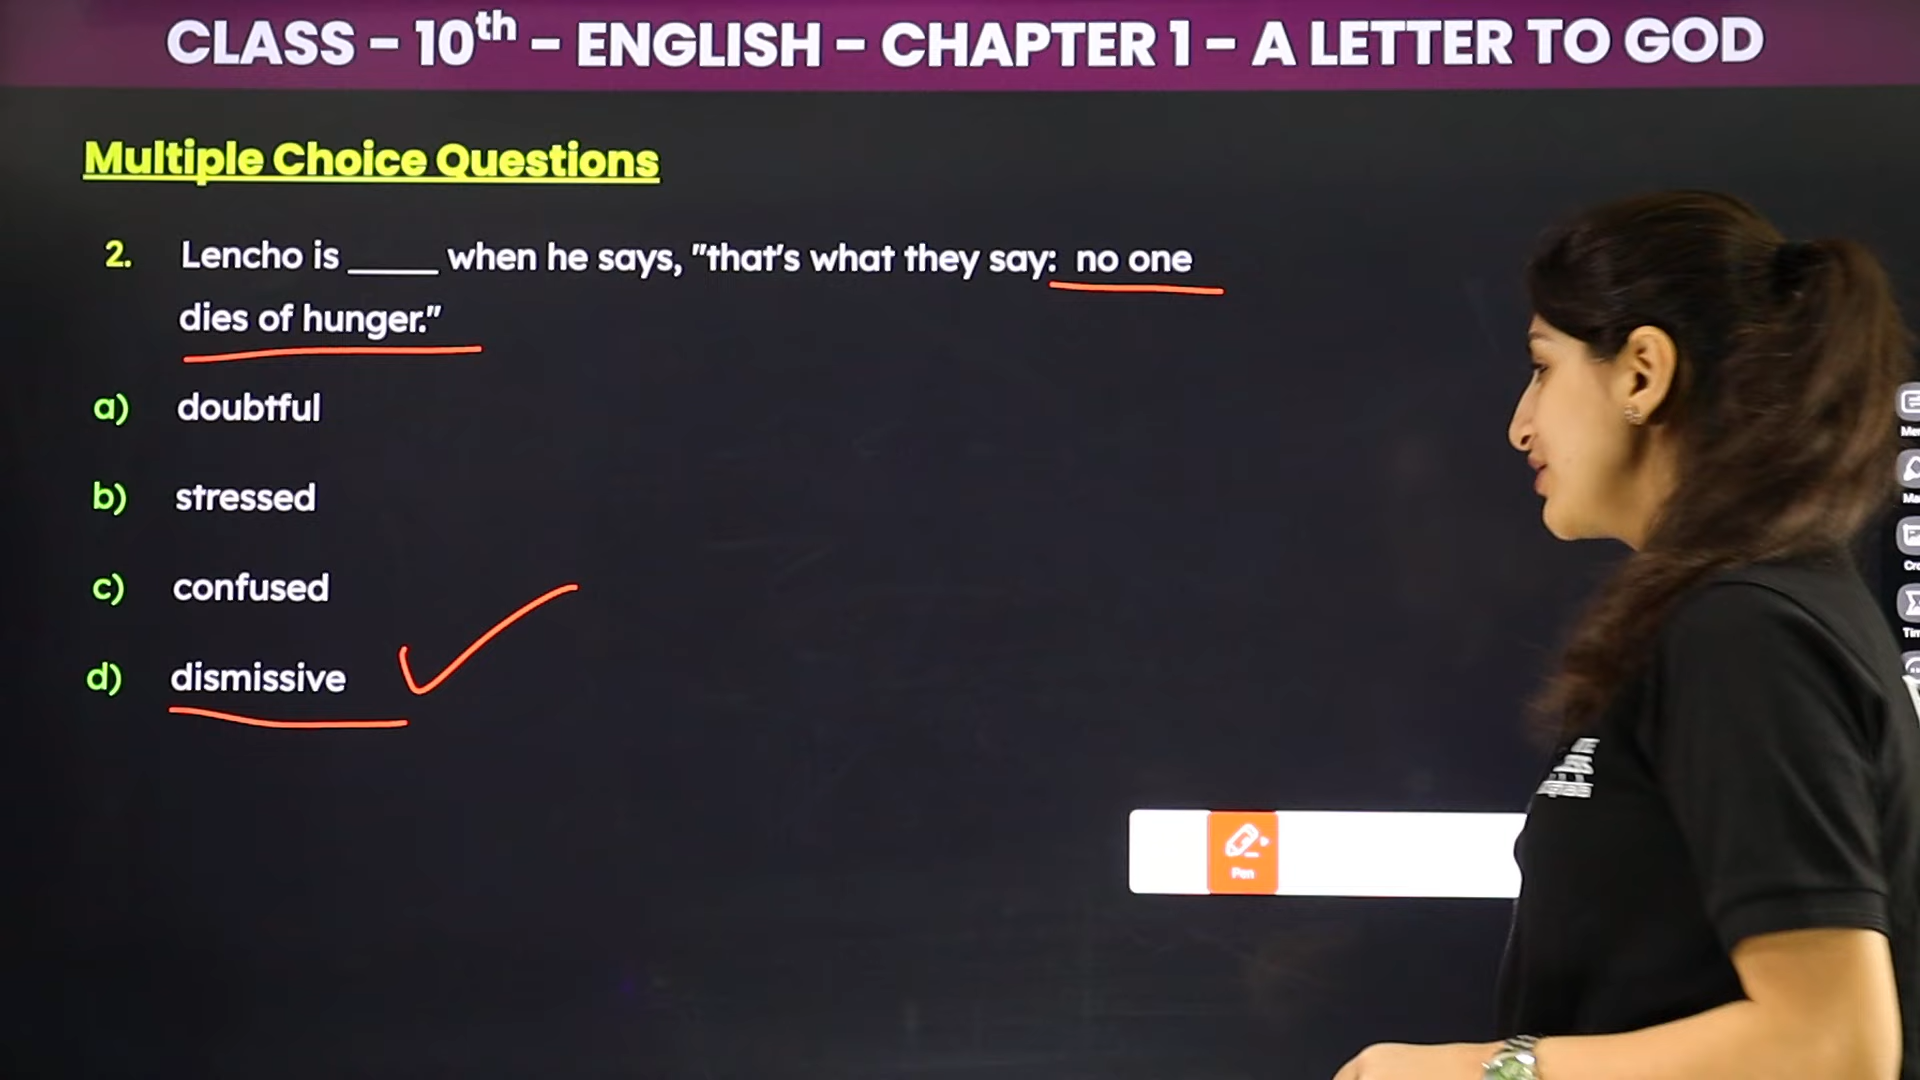 CLASS – 10th – ENGLISH – CHAPTER 1 – A LETTER TO GOD
Multiple Choice Questions
2. Lencho is _____ when he says, "that's what they say: no one
dies of hunger."
a) doubtful
b) stressed
c) confused
d) dismissive
Pen